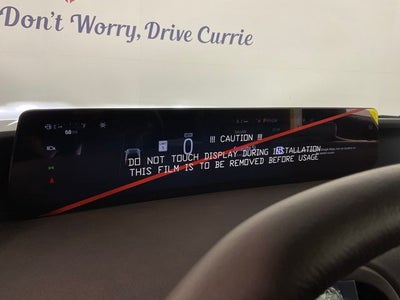 Don't Worry, Drive Currie
!!! CAUTION !!!
0
DO NOT TOUCH DISPLAY DURING INSTALLATION
THIS FILM IS TO BE REMOVED BEFORE USAGE